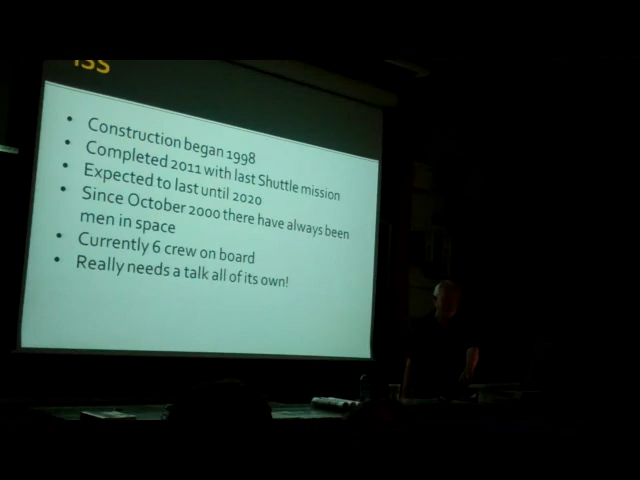 ISS
• Construction began 1998
• Completed 2011 with last Shuttle mission
• Expected to last until 2020
• Since October 2000 there have always been
men in space
• Currently 6 crew on board
• Really needs a talk all of its own!